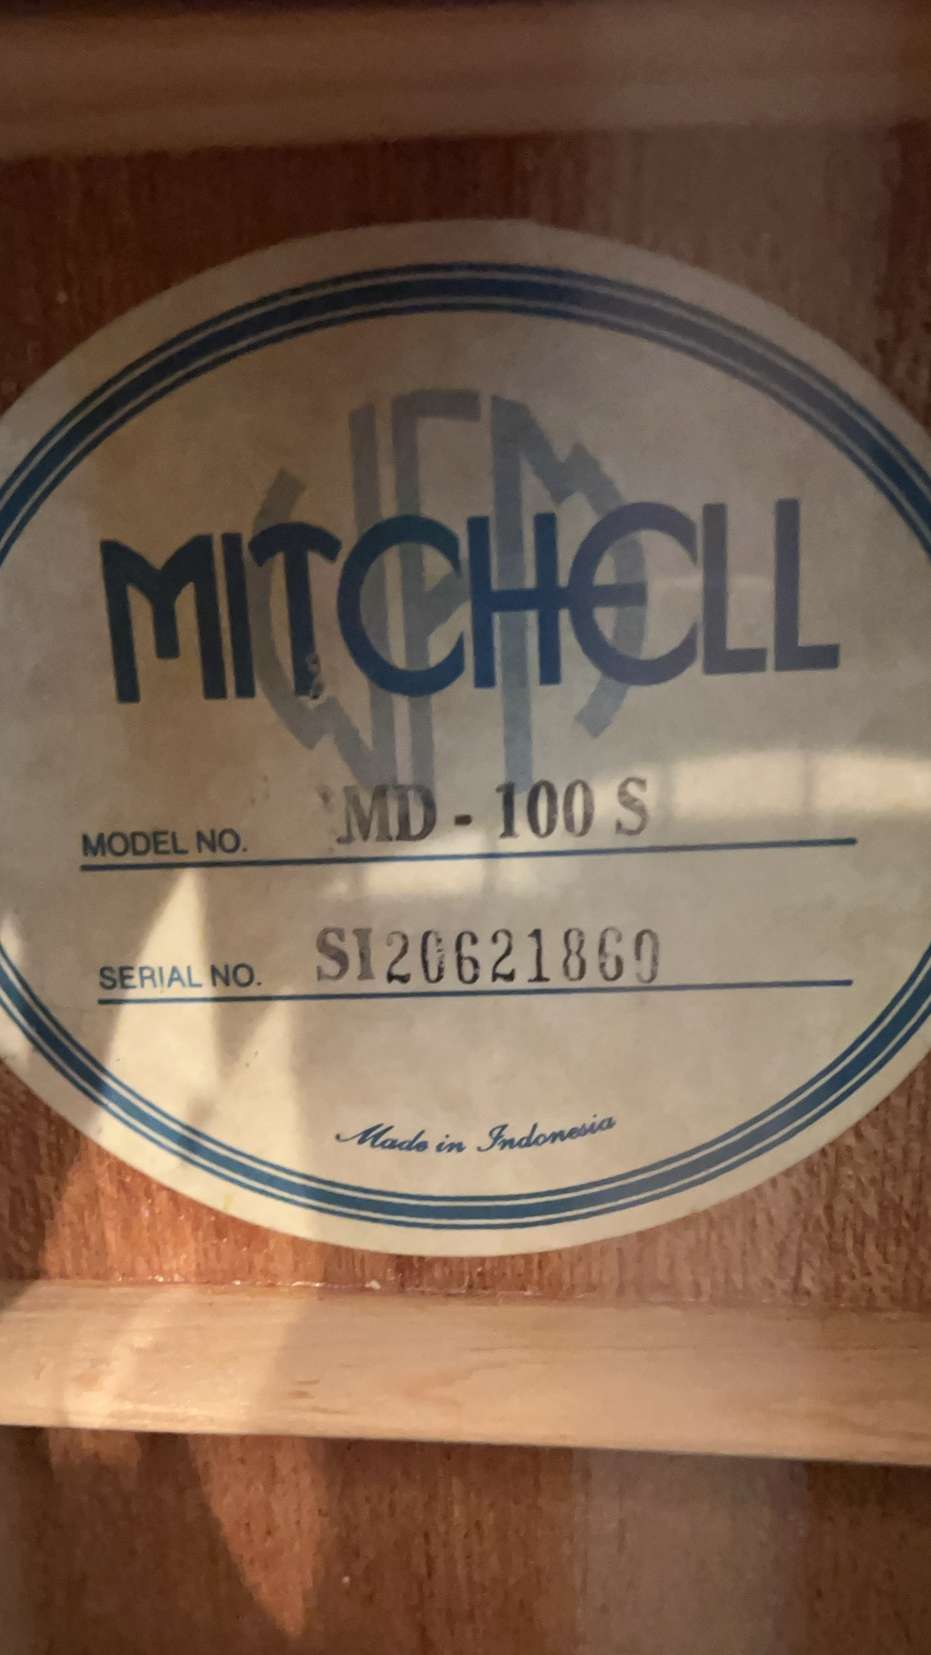 MITCHELL
MODEL NO. MD - 100 S
SERIAL NO. SI20621860
Made in Indonesia